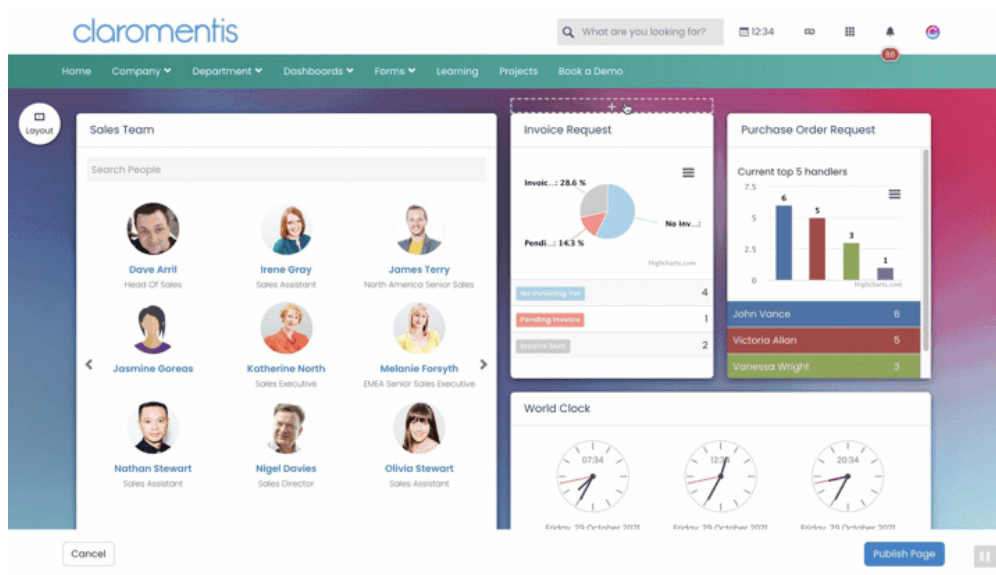 claromentis
What are you looking for?
12:34
86
Home Company Department Dashboards Forms Learning Projects Book a Demo
Layout
Sales Team
Search People
Dave Arril
Head Of Sales
Irene Gray
Sales Assistant
James Terry
North America Senior Sales
Jasmine Goreas
Katherine North
Sales Executive
Melanie Forsyth
EMEA Senior Sales Executive
Nathan Stewart
Sales Assistant
Nigel Davies
Sales Director
Olivia Stewart
Sales Assistant
+
Invoice Request
Invoic...: 28.6 %
No Inv...:
Pendi...: 14.3 %
Highcharts.com
No Invoicing Yet 4
Pending Invoice 1
Invoice Sent 2
Purchase Order Request
Current top 5 handlers
7.5
5
2.5
0
6
5
3
1
Highcharts.com
John Vance 6
Victoria Allan 5
Vanessa Wright 3
World Clock
07:34
12:34
20:34
Friday, 29 October 2021
Friday, 29 October 2021
Friday, 29 October 2021
Cancel
Publish Page